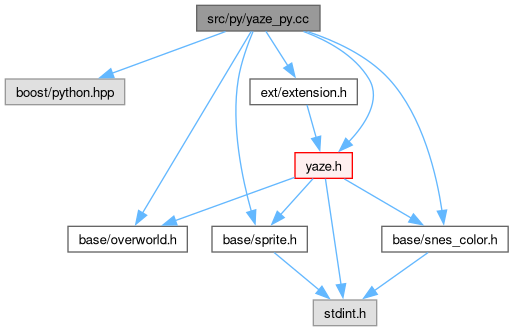 src/py/yaze_py.cc
boost/python.hpp
ext/extension.h
yaze.h
base/overworld.h
base/sprite.h
base/snes_color.h
stdint.h